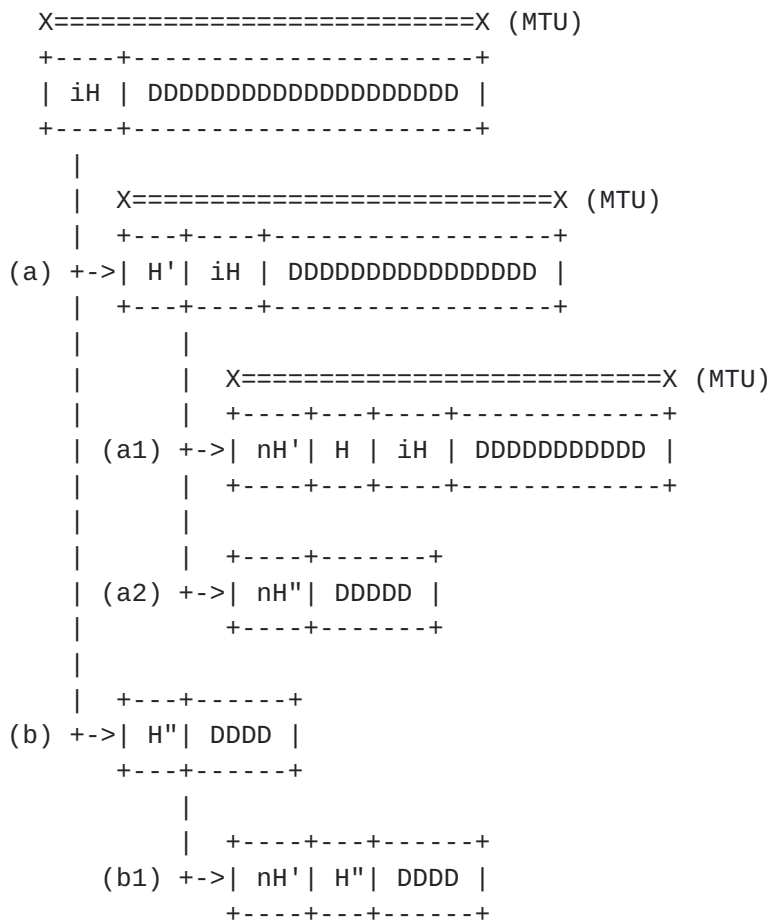 X===========================X (MTU)
+----+----------------------+
| iH | DDDDDDDDDDDDDDDDDDDD |
+----+----------------------+
|
| X===========================X (MTU)
| +---+----+------------------+
(a) +->| H'| iH | DDDDDDDDDDDDDDDD |
| +---+----+------------------+
| |
| | X===========================X (MTU)
| | +----+---+----+-------------+
| (a1) +->| nH'| H | iH | DDDDDDDDDDD |
| | +----+---+----+-------------+
| |
| | +----+-------+
| (a2) +->| nH"| DDDDD |
| +----+-------+
|
| +---+------+
(b) +->| H"| DDDD |
+---+------+
|
| +----+---+------+
(b1) +->| nH'| H"| DDDD |
+----+---+------+